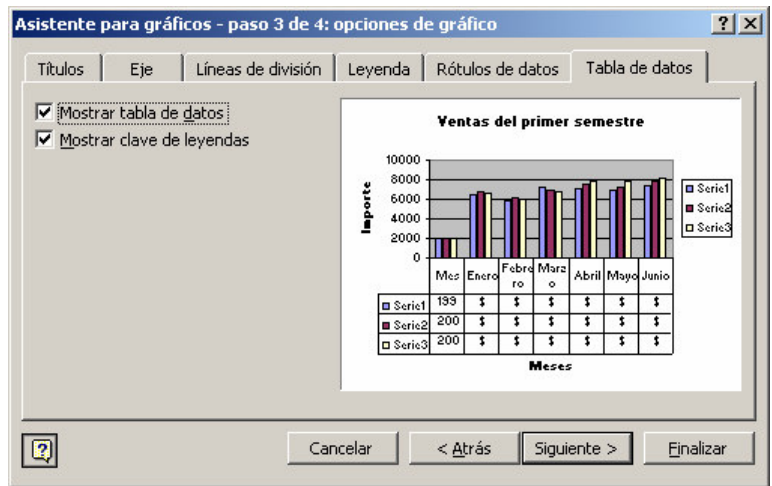 Asistente para gráficos - paso 3 de 4: opciones de gráfico
Títulos Eje Líneas de división Leyenda Rótulos de datos Tabla de datos
Mostrar tabla de datos
Mostrar clave de leyendas
Ventas del primer semestre
Importe
10000
8000
6000
4000
2000
0
Serie1
Serie2
Serie3
Mes Enero Febre ro Marz o Abril Mayo Junio
Serie1 199 $ $ $ $ $ $
Serie2 200 $ $ $ $ $ $
Serie3 200 $ $ $ $ $ $
Meses
Cancelar < Atrás Siguiente > Finalizar